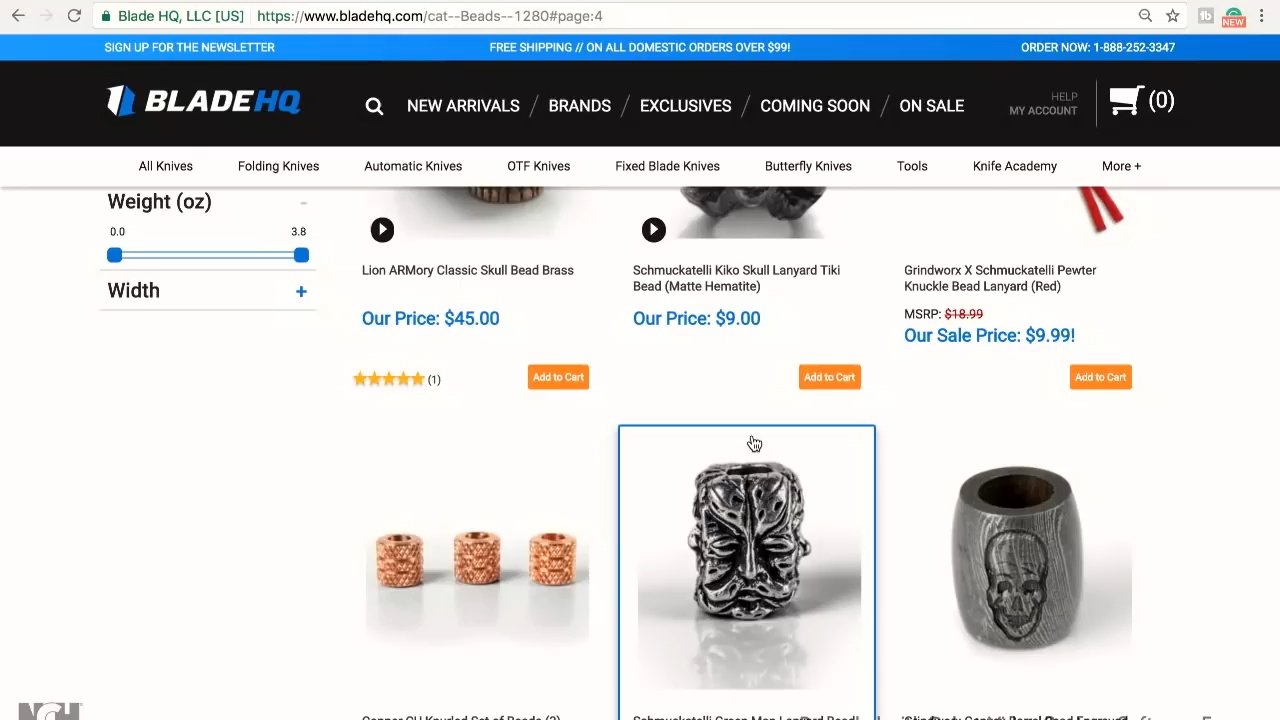 Blade HQ, LLC [US] https://www.bladehq.com/cat--Beads--1280#page:4
NEW
SIGN UP FOR THE NEWSLETTER FREE SHIPPING // ON ALL DOMESTIC ORDERS OVER $99! ORDER NOW: 1-888-252-3347
BLADEHQ NEW ARRIVALS / BRANDS / EXCLUSIVES / COMING SOON / ON SALE HELP MY ACCOUNT (0)
All Knives Folding Knives Automatic Knives OTF Knives Fixed Blade Knives Butterfly Knives Tools Knife Academy More +
Weight (oz) -
0.0 3.8
Width +
Lion ARMory Classic Skull Bead Brass
Our Price: $45.00
(1) Add to Cart
Schmuckatelli Kiko Skull Lanyard Tiki
Bead (Matte Hematite)
Our Price: $9.00
Add to Cart
Grindworx X Schmuckatelli Pewter
Knuckle Bead Lanyard (Red)
MSRP: $18.99
Our Sale Price: $9.99!
Add to Cart
NCH